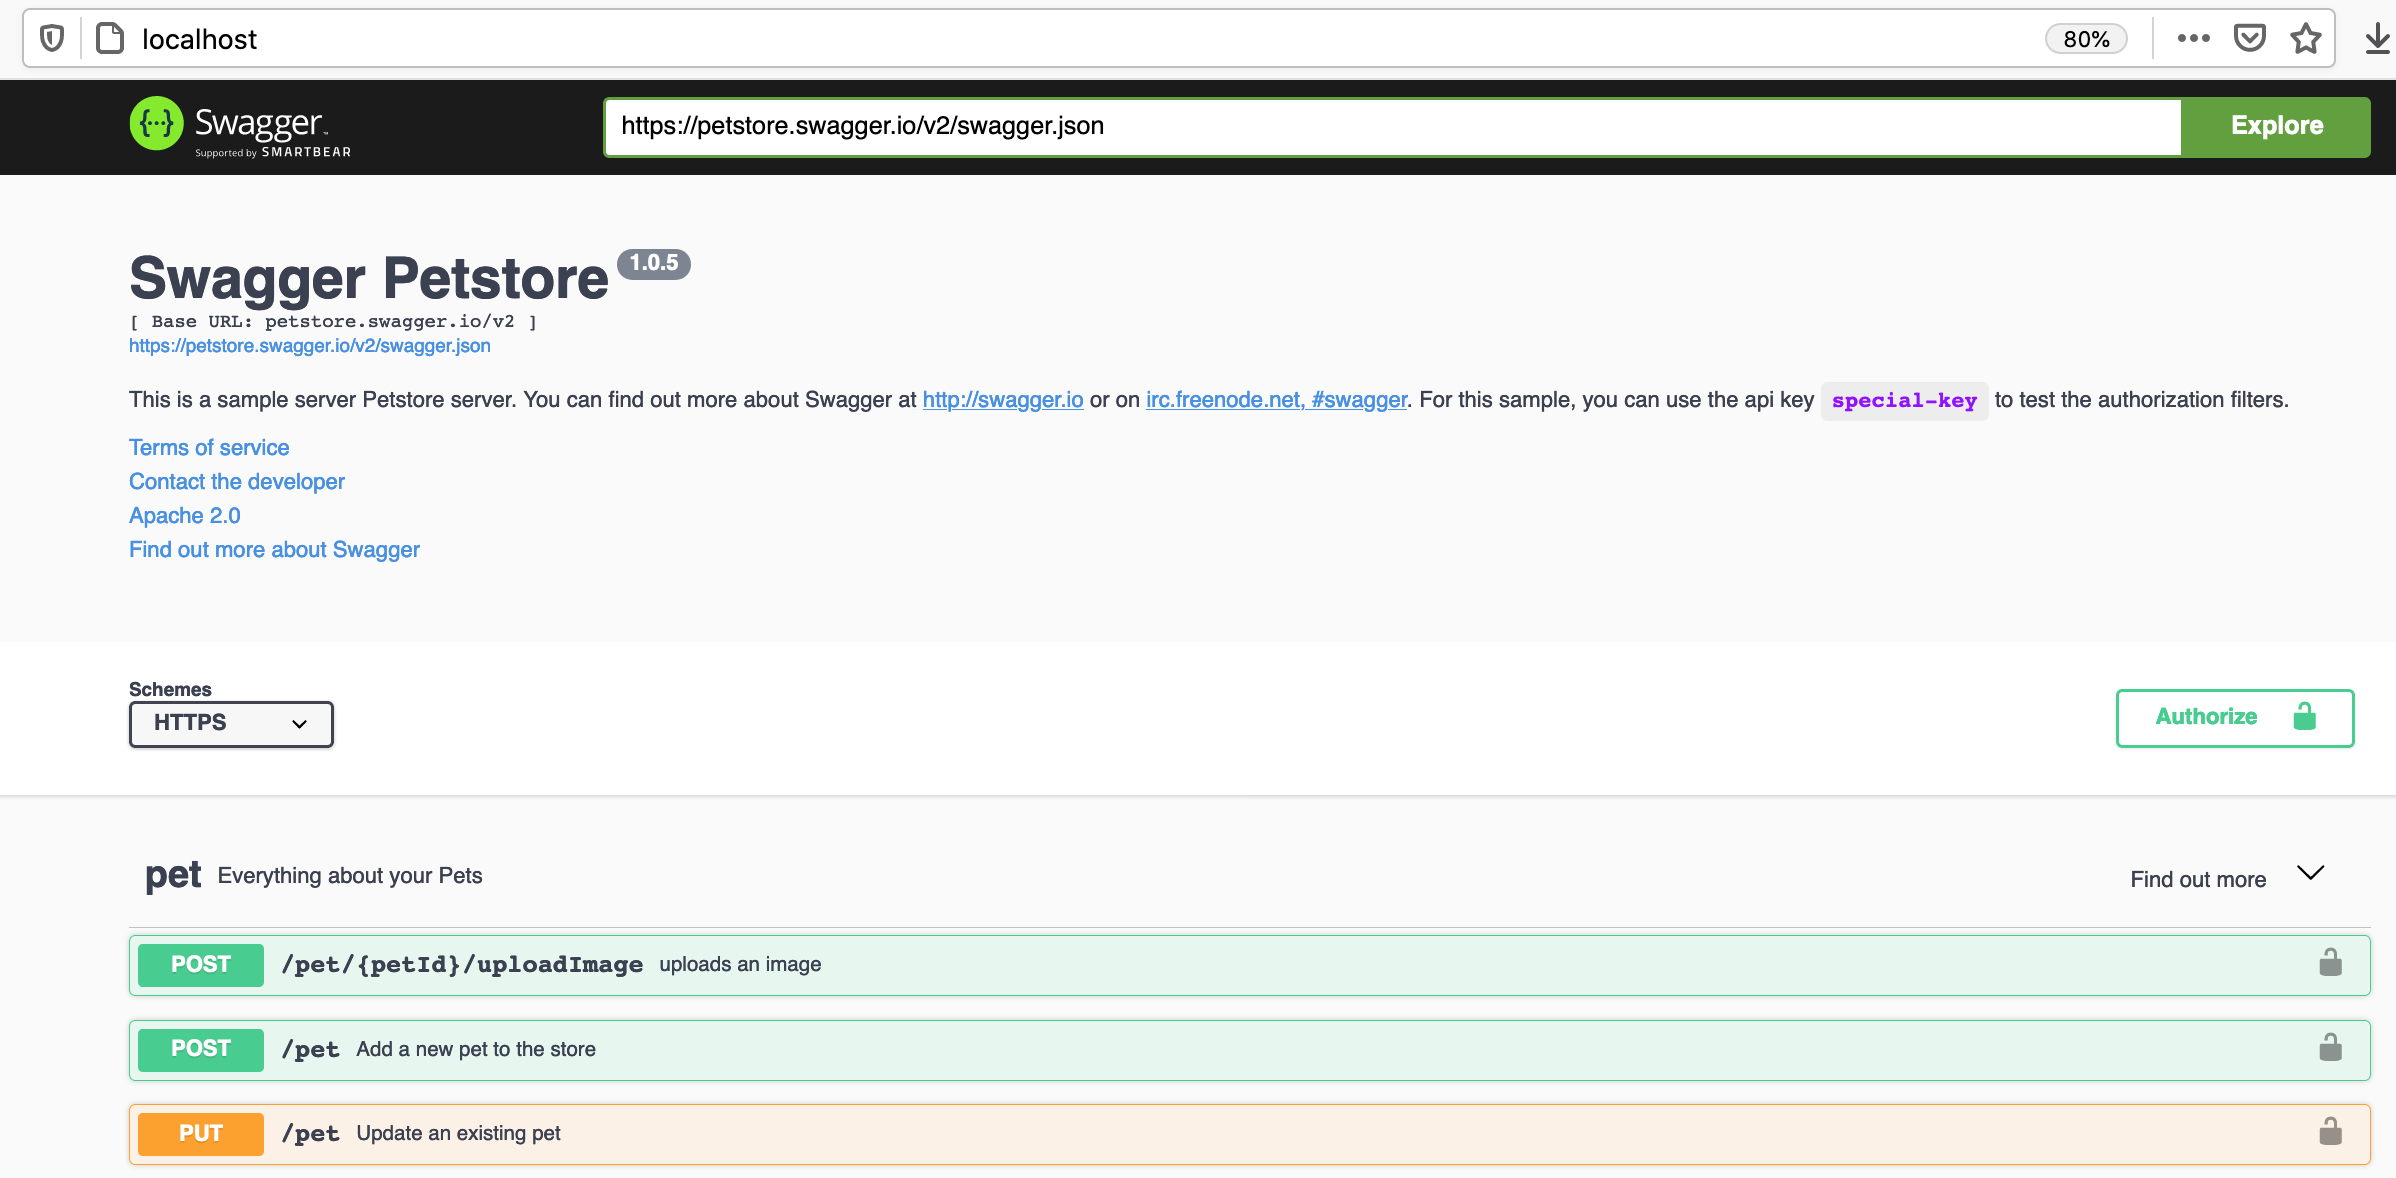 localhost
80%
Swagger™
Supported by SMARTBEAR
https://petstore.swagger.io/v2/swagger.json
Explore
Swagger Petstore 1.0.5
[ Base URL: petstore.swagger.io/v2 ]
https://petstore.swagger.io/v2/swagger.json
This is a sample server Petstore server. You can find out more about Swagger at http://swagger.io or on irc.freenode.net, #swagger. For this sample, you can use the api key special-key to test the authorization filters.
Terms of service
Contact the developer
Apache 2.0
Find out more about Swagger
Schemes
HTTPS
Authorize
pet Everything about your Pets
Find out more
POST /pet/{petId}/uploadImage uploads an image
POST /pet Add a new pet to the store
PUT /pet Update an existing pet